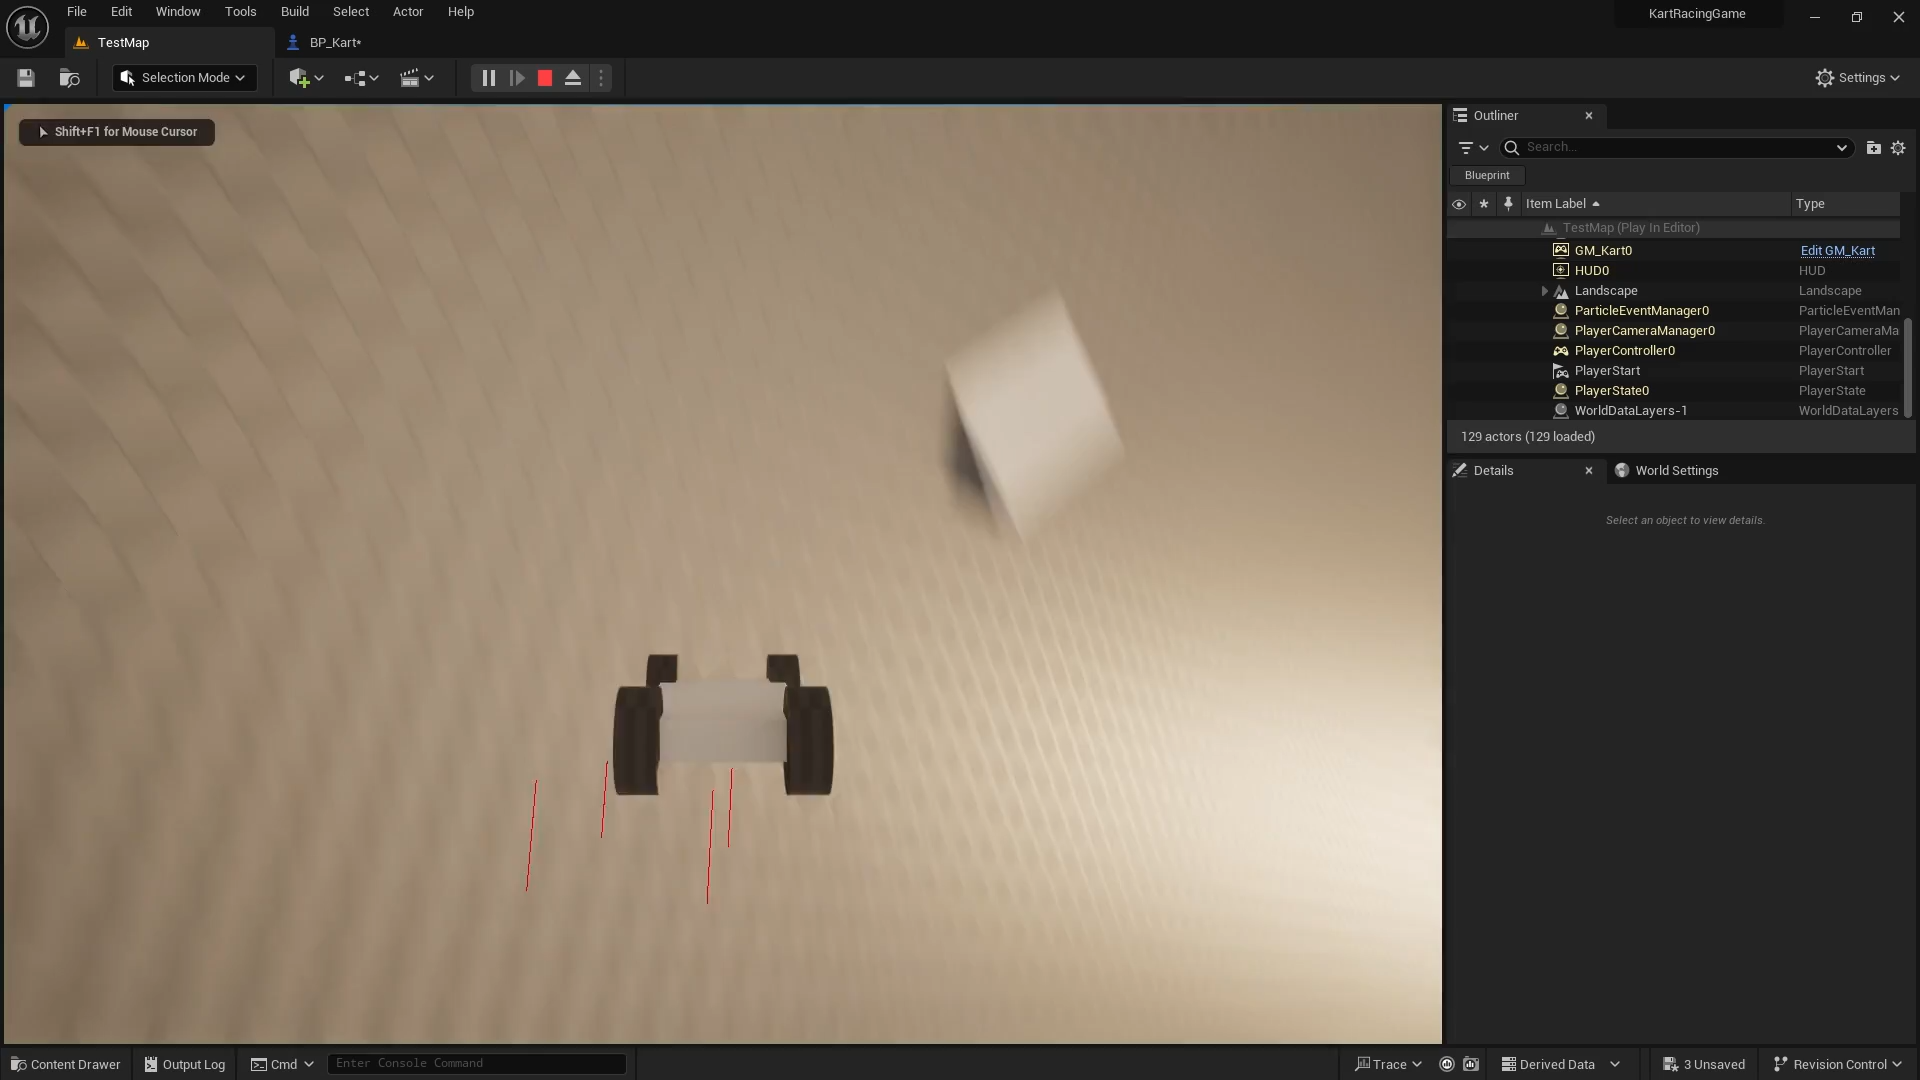 File Edit Window Tools Build Select Actor Help
KartRacingGame
TestMap
BP_Kart*
Selection Mode
Settings
Shift+F1 for Mouse Cursor
Outliner
Search...
Blueprint
Item Label
Type
TestMap (Play In Editor)
GM_Kart0 Edit GM_Kart
HUD0 HUD
Landscape Landscape
ParticleEventManager0 ParticleEventMan
PlayerCameraManager0 PlayerCameraMa
PlayerController0 PlayerController
PlayerStart PlayerStart
PlayerState0 PlayerState
WorldDataLayers-1 WorldDataLayers
129 actors (129 loaded)
Details
World Settings
Select an object to view details.
Content Drawer
Output Log
Cmd
Enter Console Command
Trace
Derived Data
3 Unsaved
Revision Control